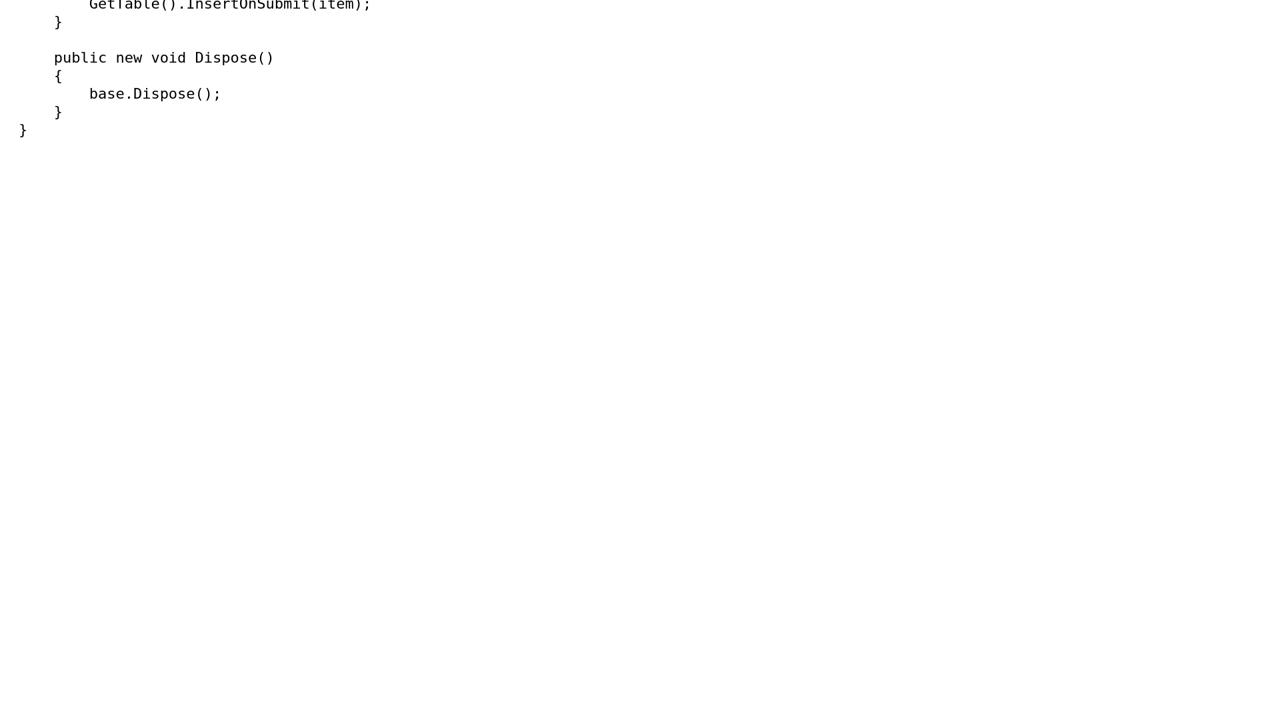 GetTable().InsertOnSubmit(item);
    }

    public new void Dispose()
    {
        base.Dispose();
    }
}